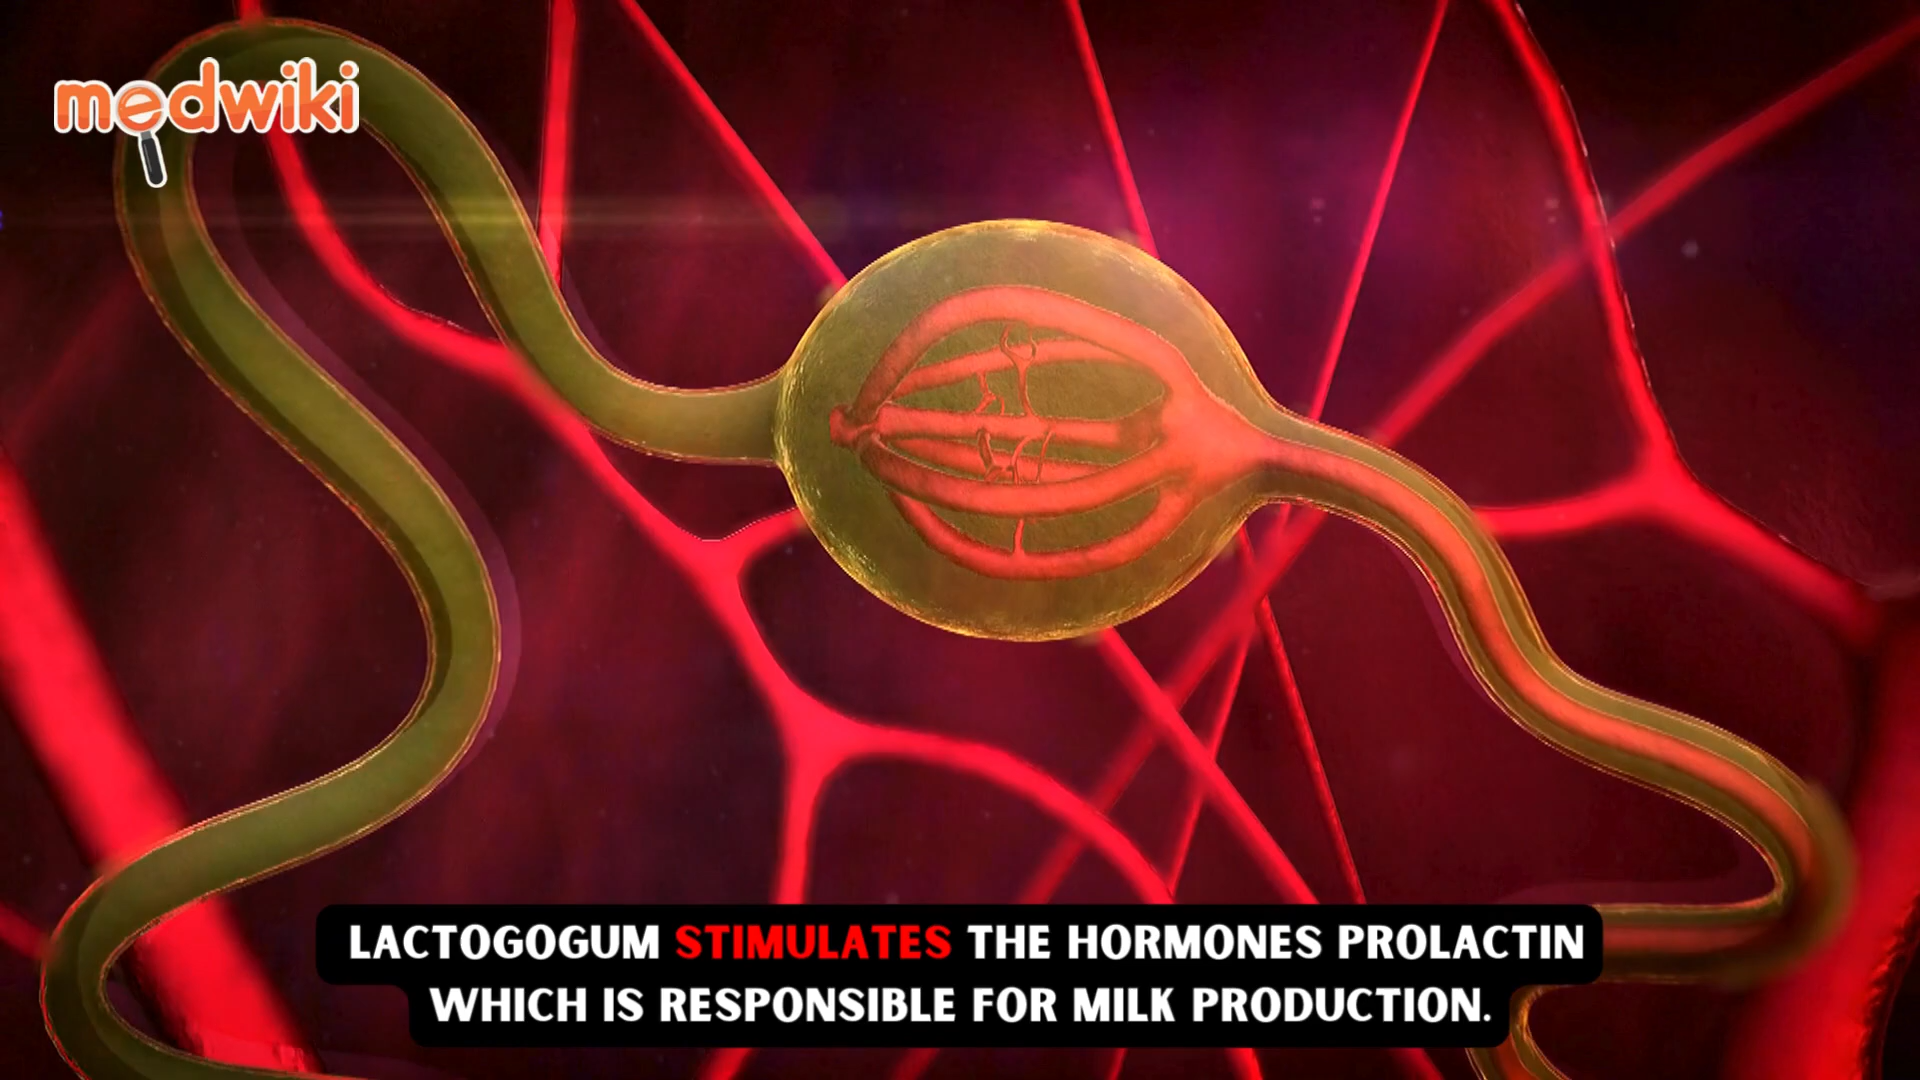 medwiki
LACTOGOGUM STIMULATES THE HORMONES PROLACTIN
WHICH IS RESPONSIBLE FOR MILK PRODUCTION.